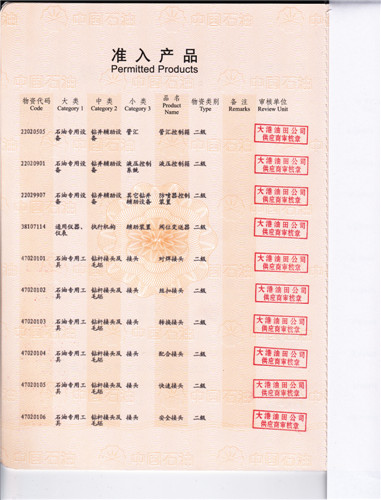 准入产品
Permitted Products
物资代码 大类 中类 小类 品名 物资类别 备注 审核单位
Code Category 1 Category 2 Category 3 Product Name Type Remarks Review Unit
22020505 石油专用设备 钻井辅助设备 管汇 管汇控制箱 二级 大港油田公司 供应商审核章
22020901 石油专用设备 钻井辅助设备 液压控制系统 液压控制箱 二级 大港油田公司 供应商审核章
22029907 石油专用设备 其它钻井辅助设备 防喷器控制装置 二级 大港油田公司 供应商审核章
38107114 通用仪器、仪表 执行机构 辅助装置 阀位变送器 二级 大港油田公司 供应商审核章
47020101 石油专用工具 钻杆接头及毛坯 接头 对焊接头 二级 大港油田公司 供应商审核章
47020102 石油专用工具 钻杆接头及毛坯 接头 丝扣接头 二级 大港油田公司 供应商审核章
47020103 石油专用工具 钻杆接头及毛坯 接头 转换接头 二级 大港油田公司 供应商审核章
47020104 石油专用工具 钻杆接头及毛坯 接头 配合接头 二级 大港油田公司 供应商审核章
47020105 石油专用工具 钻杆接头及毛坯 接头 快速接头 二级 大港油田公司 供应商审核章
47020106 石油专用工具 钻杆接头及毛坯 接头 安全接头 二级 大港油田公司 供应商审核章